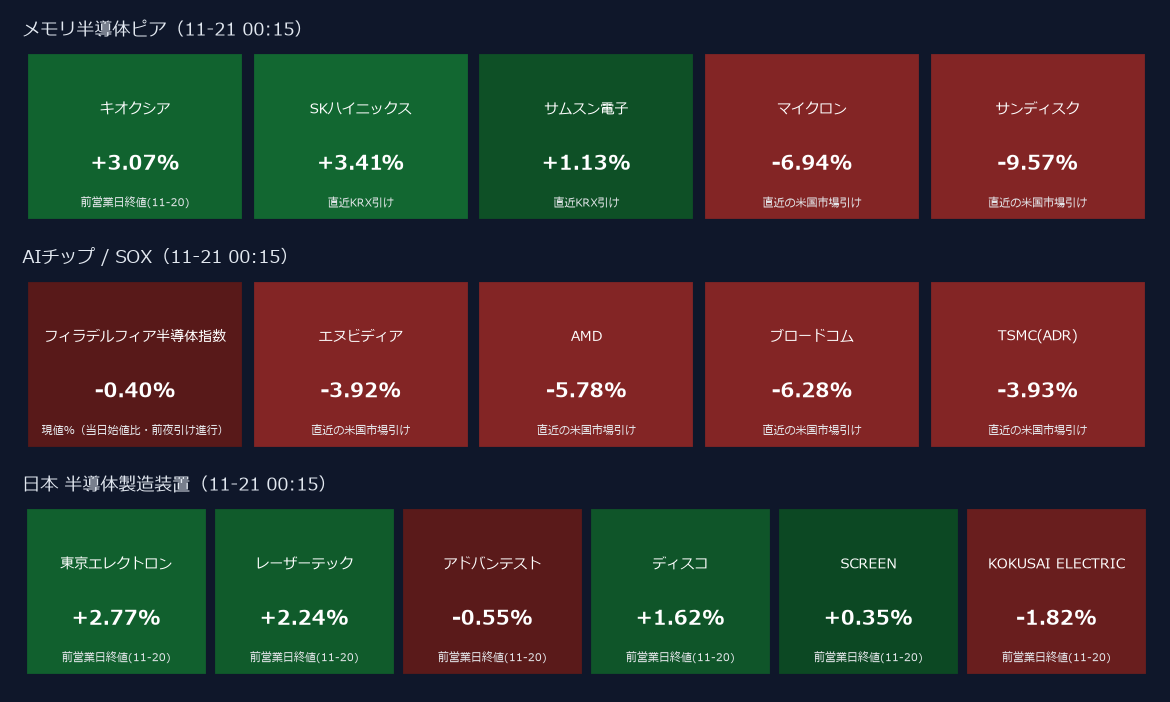 メモリ半導体ピア（11-21 00:15）
キオクシア
+3.07%
前営業日終値(11-20)
SKハイニックス
+3.41%
直近KRX引け
サムスン電子
+1.13%
直近KRX引け
マイクロン
-6.94%
直近の米国市場引け
サンディスク
-9.57%
直近の米国市場引け
AIチップ / SOX（11-21 00:15）
フィラデルフィア半導体指数
-0.40%
現値%（当日始値比・前夜引け進行）
エヌビディア
-3.92%
直近の米国市場引け
AMD
-5.78%
直近の米国市場引け
ブロードコム
-6.28%
直近の米国市場引け
TSMC(ADR)
-3.93%
直近の米国市場引け
日本 半導体製造装置（11-21 00:15）
東京エレクトロン
+2.77%
前営業日終値(11-20)
レーザーテック
+2.24%
前営業日終値(11-20)
アドバンテスト
-0.55%
前営業日終値(11-20)
ディスコ
+1.62%
前営業日終値(11-20)
SCREEN
+0.35%
前営業日終値(11-20)
KOKUSAI ELECTRIC
-1.82%
前営業日終値(11-20)